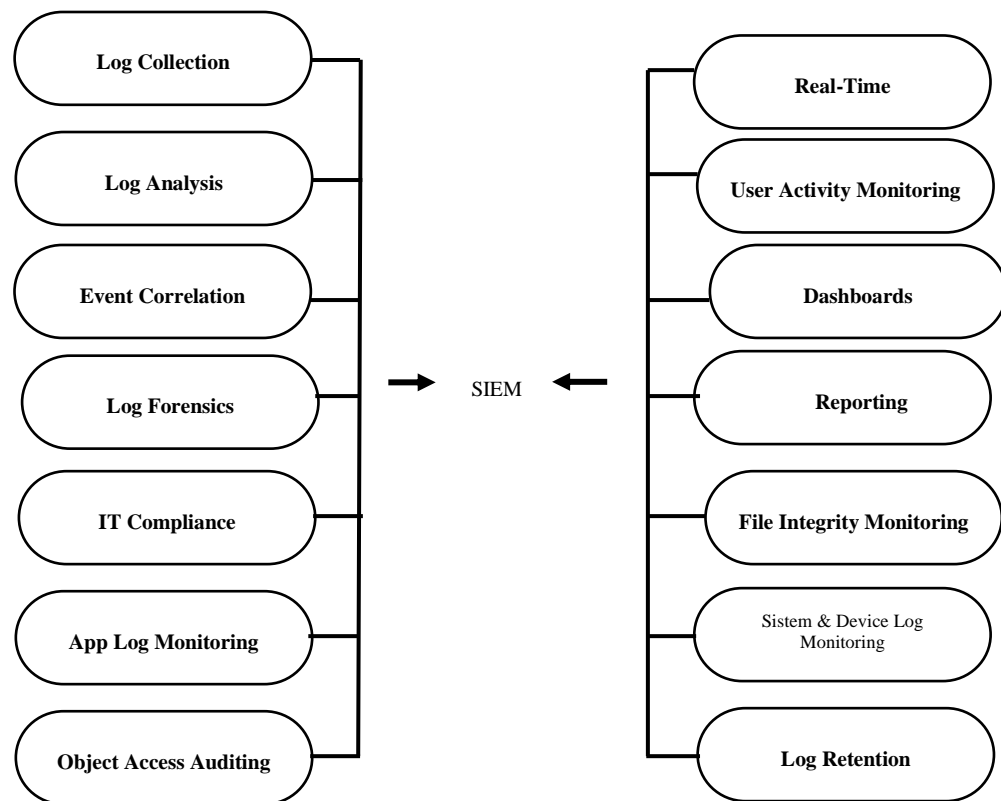 Log Collection
Log Analysis
Event Correlation
Log Forensics
IT Compliance
App Log Monitoring
Object Access Auditing
SIEM
Real-Time
User Activity Monitoring
Dashboards
Reporting
File Integrity Monitoring
Sistem & Device Log
Monitoring
Log Retention